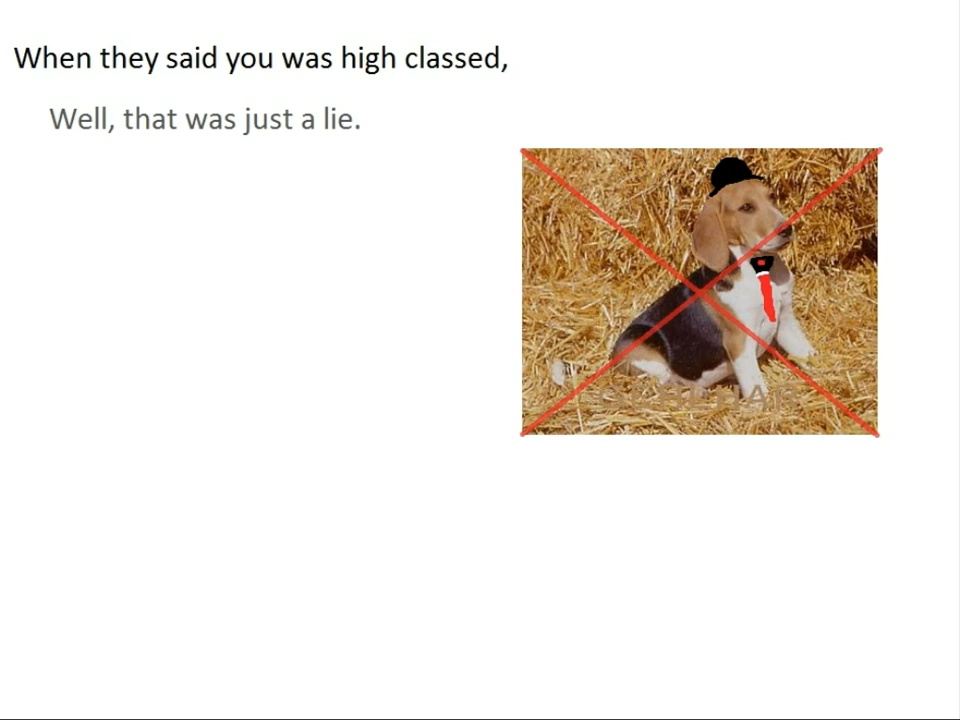 When they said you was high classed,
Well, that was just a lie.